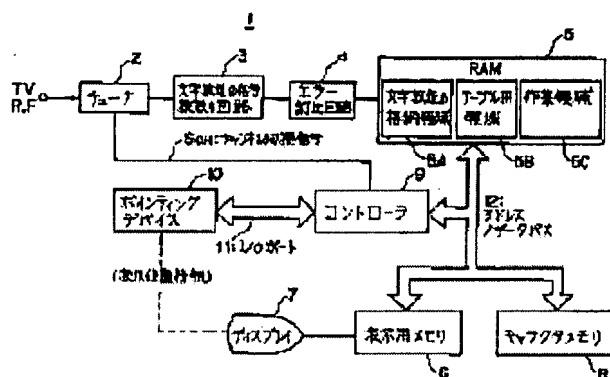 1
2
3
4
5
TV
R.F
チューナ
文字放送の信号
抜取り回路
エラー
訂正回路
RAM
文字放送の
格納領域
テーブル用
領域
作業領域
5A
5B
5C
10
9
ポインティング
デバイス
コントローラ
11:I/Oポート
12:
アドレス
/データバス
7
ディスプレイ
表示用メモリ
キャラクタメモリ
6
8